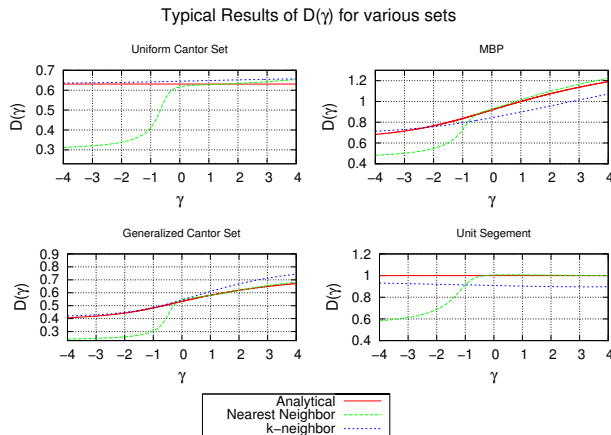 Typical Results of D(γ) for various sets
Uniform Cantor Set
D(γ)
0.7
0.6
0.5
0.4
0.3
-4 -3 -2 -1 0 1 2 3 4
γ
MBP
D(γ)
1.2
1
0.8
0.6
0.4
-4 -3 -2 -1 0 1 2 3 4
γ
Generalized Cantor Set
D(γ)
0.9
0.8
0.7
0.6
0.5
0.4
0.3
-4 -3 -2 -1 0 1 2 3 4
γ
Unit Segement
D(γ)
1.2
1
0.8
0.6
0.4
-4 -3 -2 -1 0 1 2 3 4
γ
Analytical
Nearest Neighbor
k-neighbor